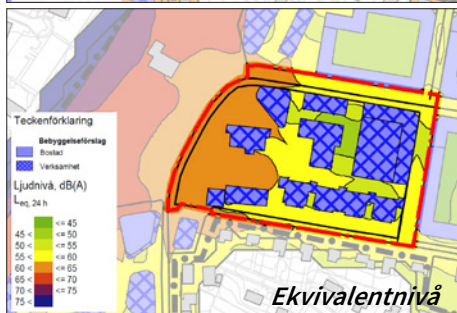 Teckenförklaring
Bebyggelseförslag
Bostad
Verksamhet
Ljudnivå, dB(A)
Leq, 24 h
<= 45
45 < <= 50
50 < <= 55
55 < <= 60
60 < <= 65
65 < <= 70
70 < <= 75
75 <
Ekvivalentnivå